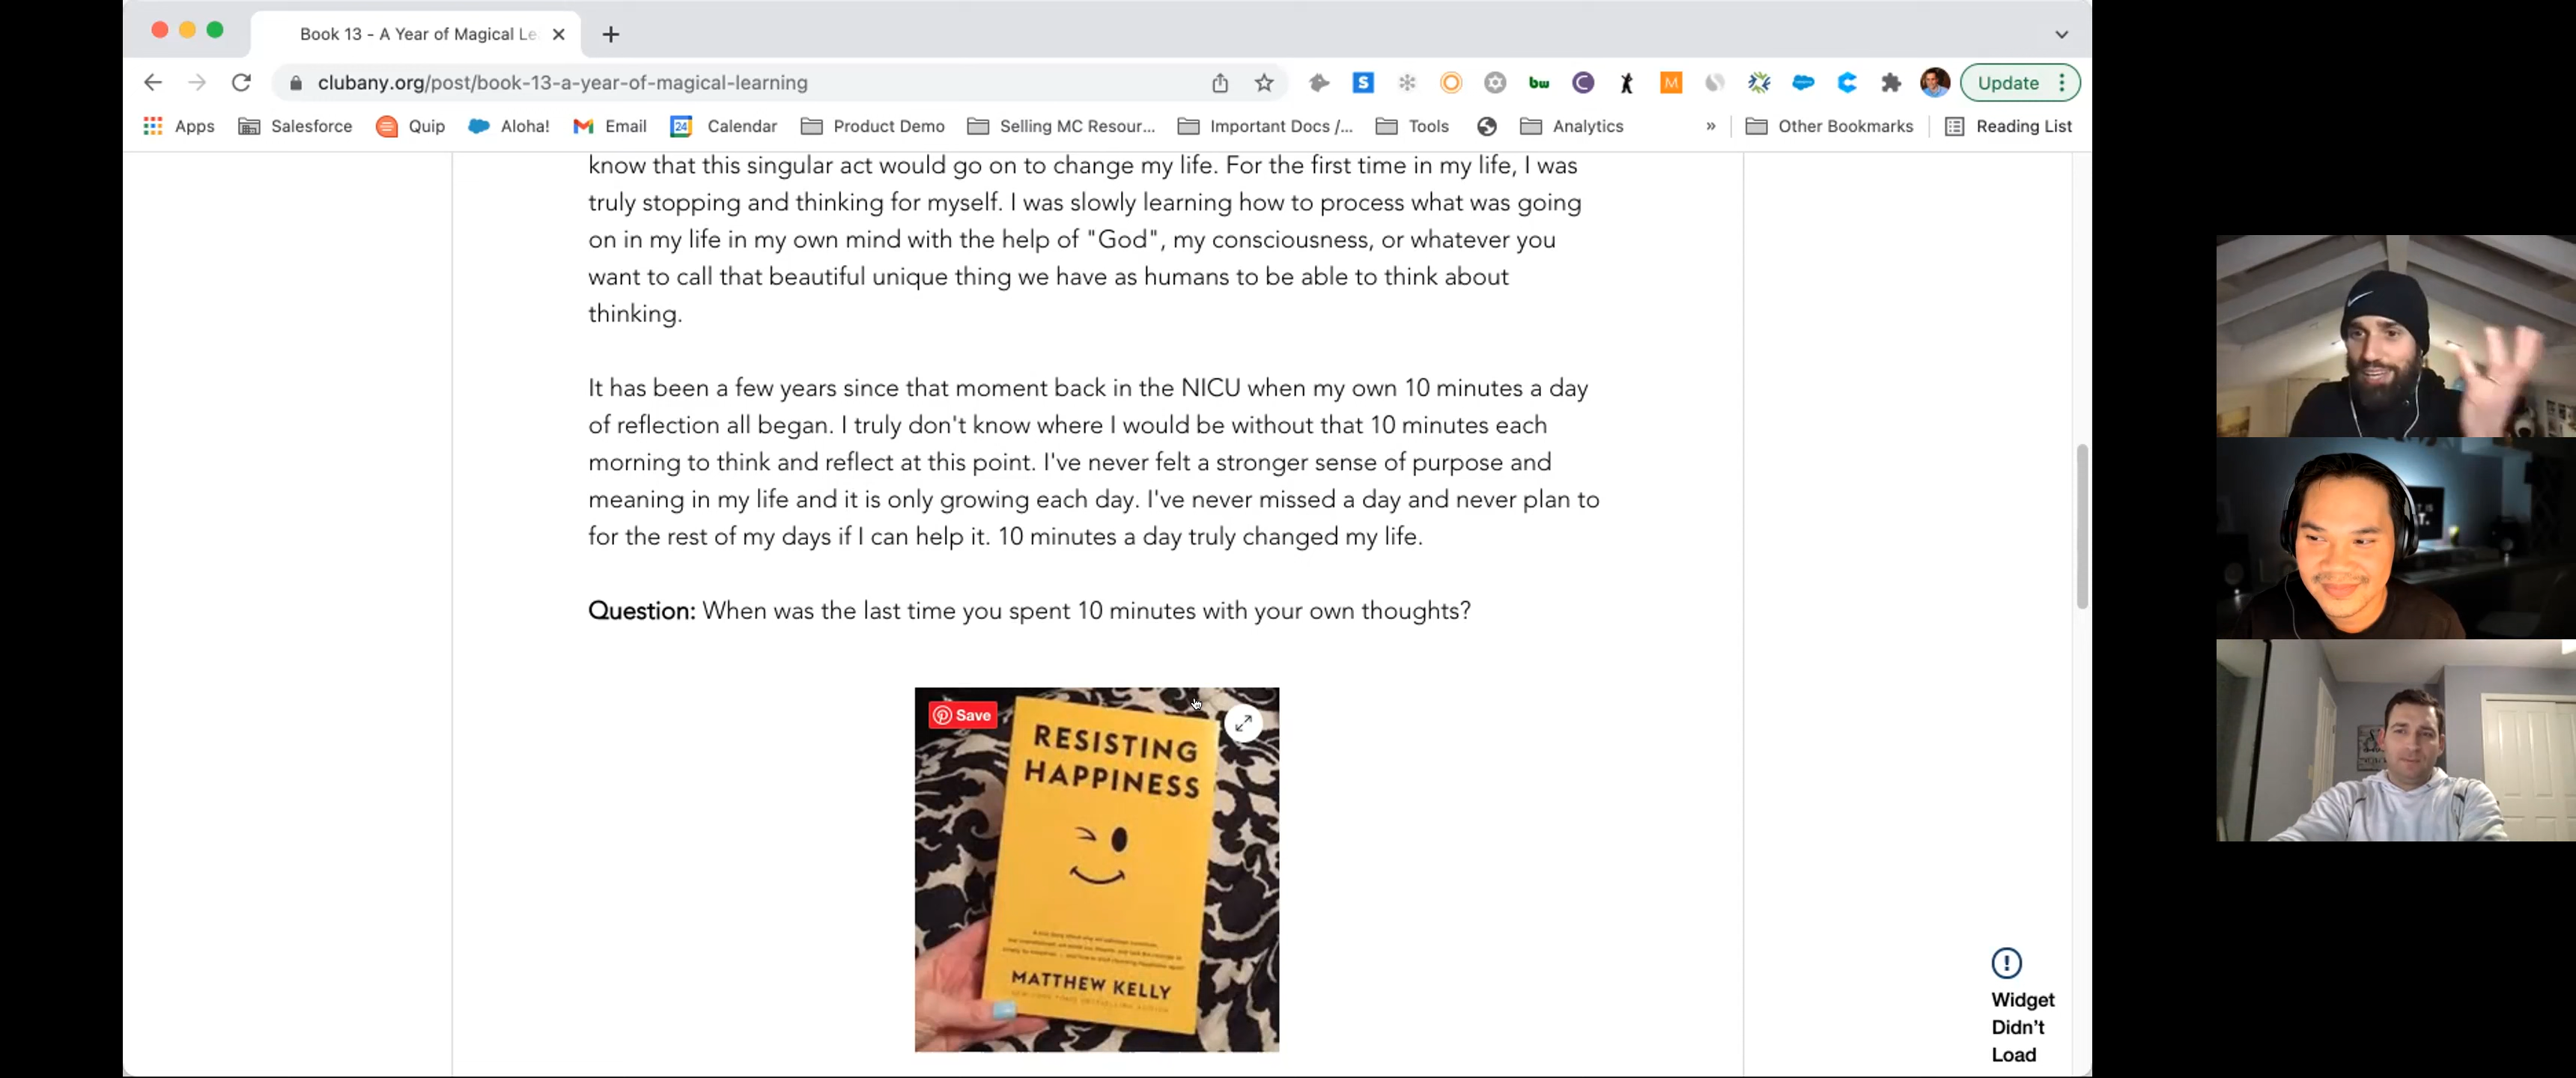 Book 13 - A Year of Magical Le
clubany.org/post/book-13-a-year-of-magical-learning
S
bw
C
M
Update
Apps
Salesforce
Quip
Aloha!
Email
24
Calendar
Product Demo
Selling MC Resour...
Important Docs /...
Tools
Analytics
»
Other Bookmarks
Reading List
know that this singular act would go on to change my life. For the first time in my life, I was
truly stopping and thinking for myself. I was slowly learning how to process what was going
on in my life in my own mind with the help of "God", my consciousness, or whatever you
want to call that beautiful unique thing we have as humans to be able to think about
thinking.
It has been a few years since that moment back in the NICU when my own 10 minutes a day
of reflection all began. I truly don't know where I would be without that 10 minutes each
morning to think and reflect at this point. I've never felt a stronger sense of purpose and
meaning in my life and it is only growing each day. I've never missed a day and never plan to
for the rest of my days if I can help it. 10 minutes a day truly changed my life.
Question: When was the last time you spent 10 minutes with your own thoughts?
Save
RESISTING
HAPPINESS
MATTHEW KELLY
Widget
Didn't
Load